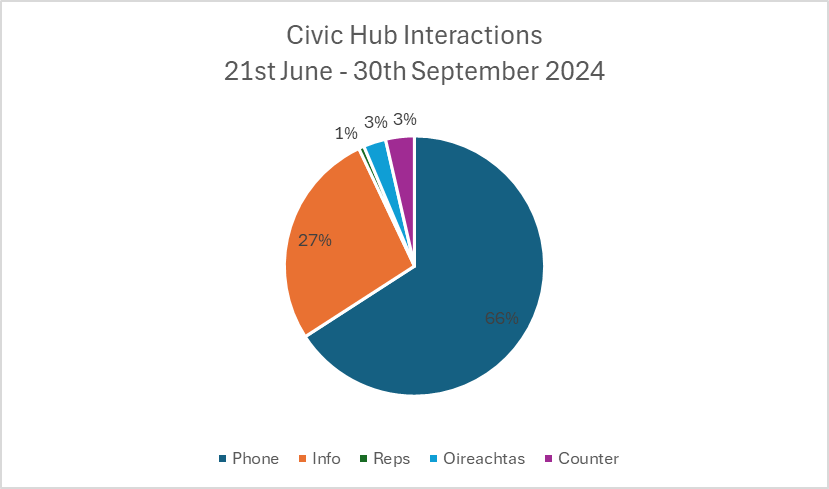 Civic Hub Interactions
21st June - 30th September 2024
1%
3%
3%
27%
66%
Phone
Info
Reps
Oireachtas
Counter